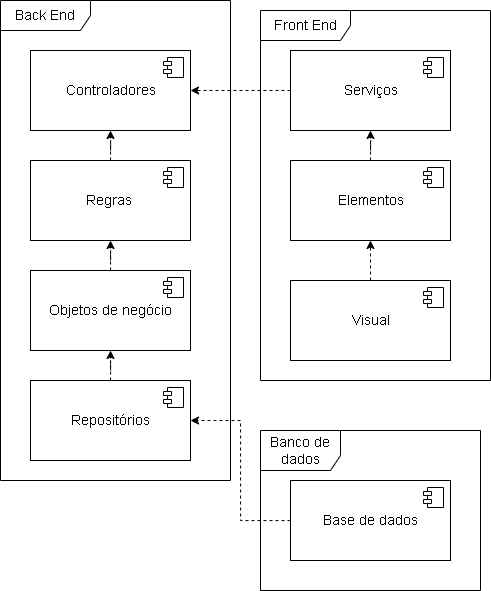 Back End
Controladores
Regras
Objetos de negócio
Repositórios
Front End
Serviços
Elementos
Visual
Banco de
dados
Base de dados